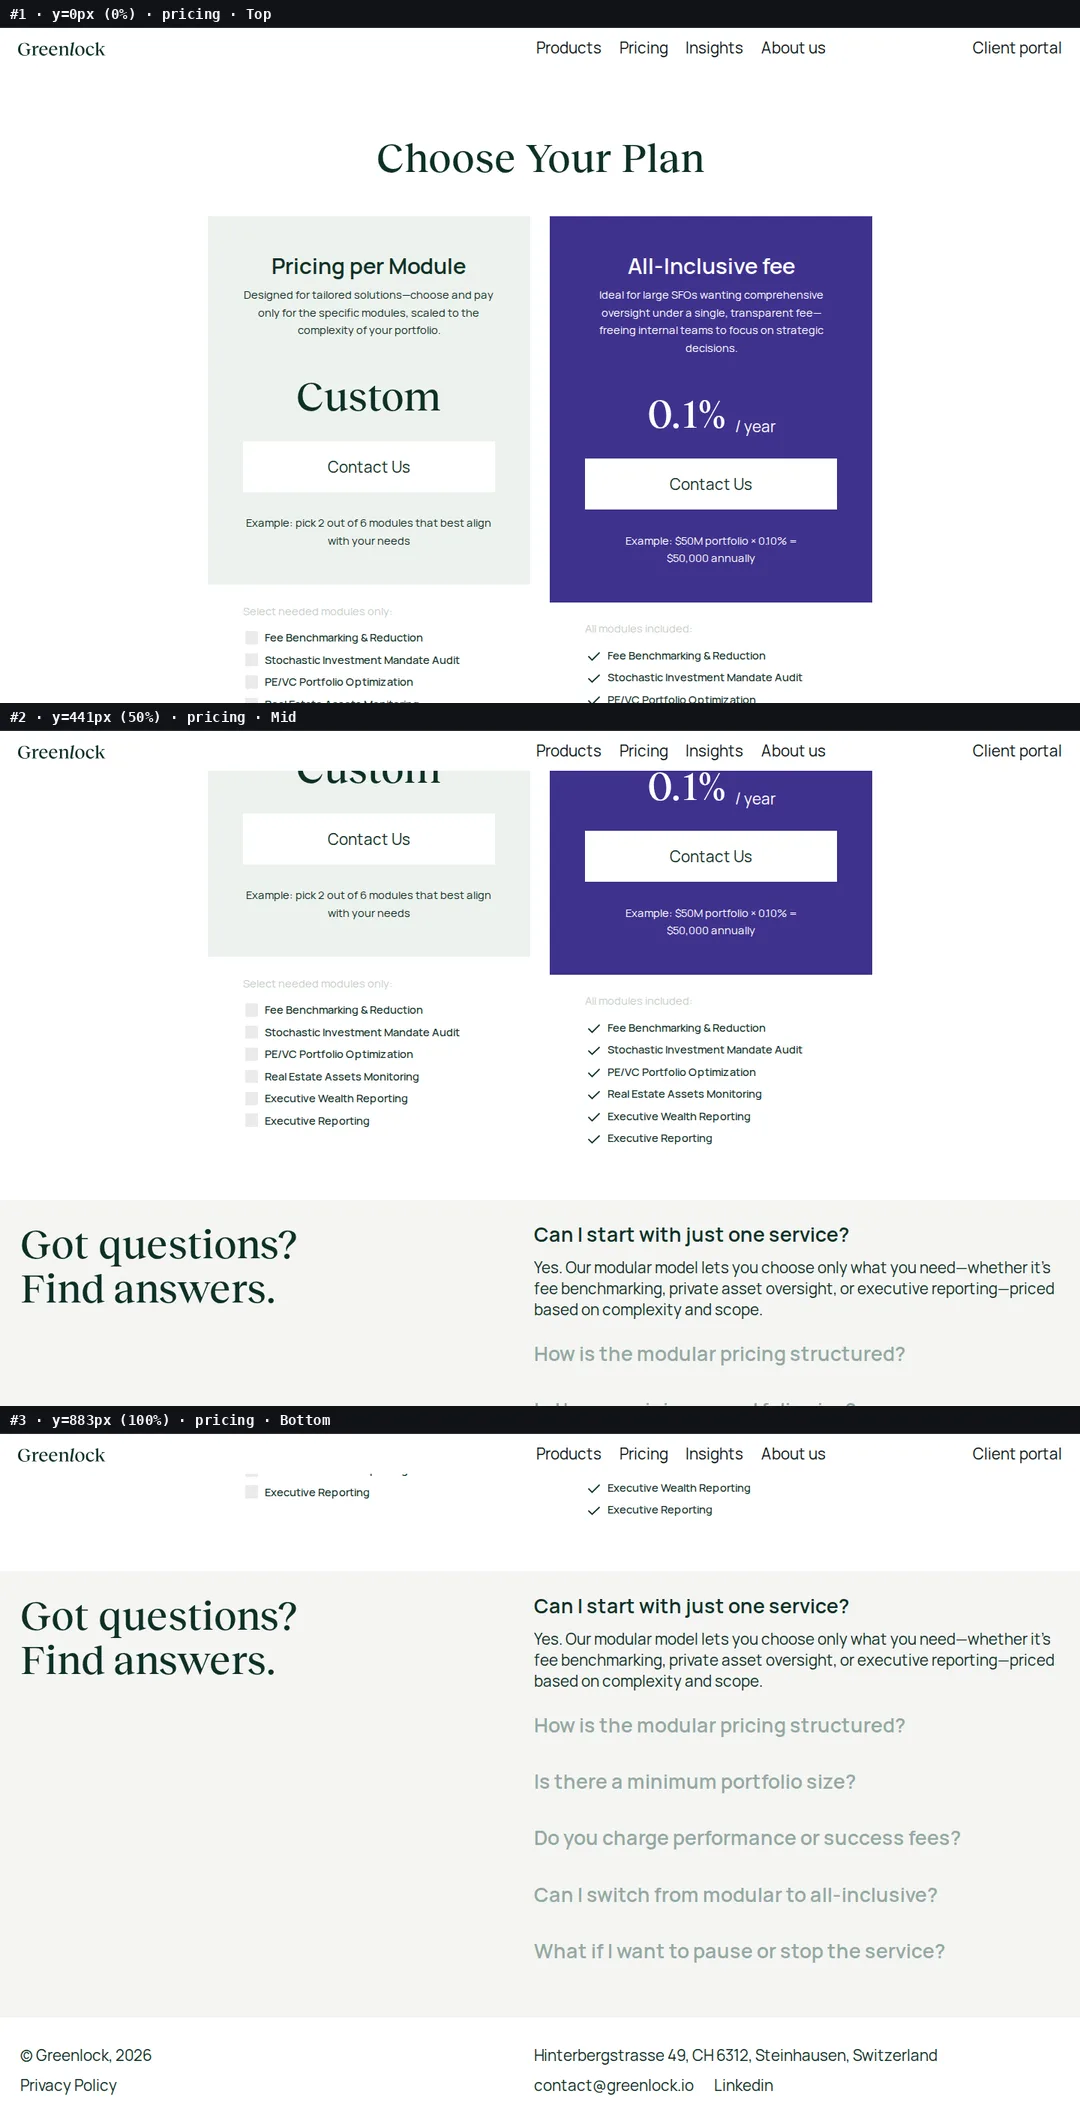 #1 · y=0px (0%) · pricing · Top
Greenlock
Products Pricing Insights About us Client portal
Choose Your Plan
Pricing per Module
Designed for tailored solutions—choose and pay
only for the specific modules, scaled to the
complexity of your portfolio.
Custom
Contact Us
Example: pick 2 out of 6 modules that best align
with your needs
Select needed modules only:
Fee Benchmarking & Reduction
Stochastic Investment Mandate Audit
PE/VC Portfolio Optimization
Real Estate Assets Monitoring
All-Inclusive fee
Ideal for large SFOs wanting comprehensive
oversight under a single, transparent fee—
freeing internal teams to focus on strategic
decisions.
0.1% / year
Contact Us
Example: $50M portfolio × 0.10% =
$50,000 annually
All modules included:
Fee Benchmarking & Reduction
Stochastic Investment Mandate Audit
PE/VC Portfolio Optimization
#2 · y=441px (50%) · pricing · Mid
Greenlock
Products Pricing Insights About us Client portal
Custom
Contact Us
Example: pick 2 out of 6 modules that best align
with your needs
Select needed modules only:
Fee Benchmarking & Reduction
Stochastic Investment Mandate Audit
PE/VC Portfolio Optimization
Real Estate Assets Monitoring
Executive Wealth Reporting
Executive Reporting
0.1% / year
Contact Us
Example: $50M portfolio × 0.10% =
$50,000 annually
All modules included:
Fee Benchmarking & Reduction
Stochastic Investment Mandate Audit
PE/VC Portfolio Optimization
Real Estate Assets Monitoring
Executive Wealth Reporting
Executive Reporting
Got questions?
Find answers.
Can I start with just one service?
Yes. Our modular model lets you choose only what you need—whether it's
fee benchmarking, private asset oversight, or executive reporting—priced
based on complexity and scope.
How is the modular pricing structured?
#3 · y=883px (100%) · pricing · Bottom
Greenlock
Products Pricing Insights About us Client portal
Executive Reporting
Executive Wealth Reporting
Executive Reporting
Got questions?
Find answers.
Can I start with just one service?
Yes. Our modular model lets you choose only what you need—whether it's
fee benchmarking, private asset oversight, or executive reporting—priced
based on complexity and scope.
How is the modular pricing structured?
Is there a minimum portfolio size?
Do you charge performance or success fees?
Can I switch from modular to all-inclusive?
What if I want to pause or stop the service?
© Greenlock, 2026
Privacy Policy
Hinterbergstrasse 49, CH 6312, Steinhausen, Switzerland
contact@greenlock.io Linkedin